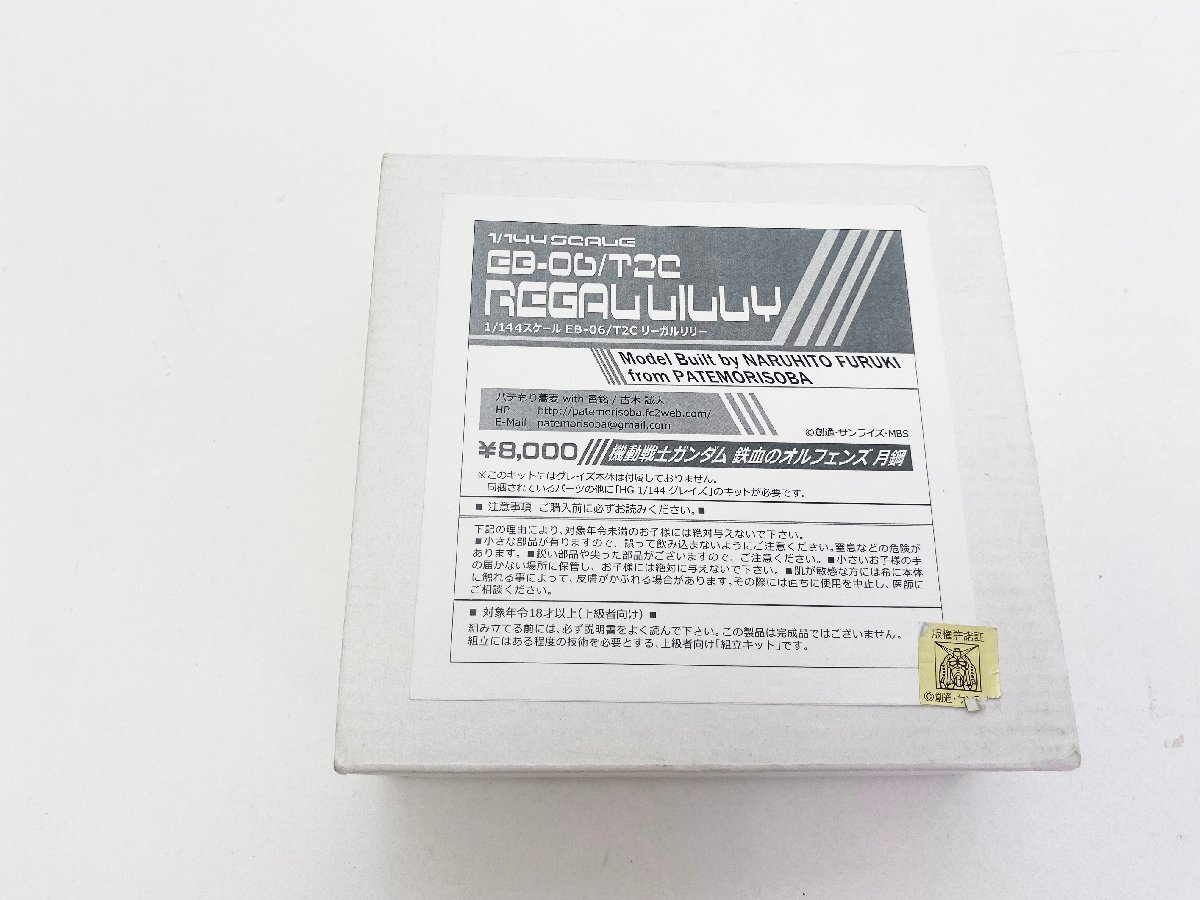 1/144 SCALE
EB-06/T2C
REGAL LILLY
1/144スケール EB-06/T2C リーガルリリー
Model Built by NARUHITO FURUKI
from PATEMORISOBA
パテもり蕎麦 with 苔銘 / 古木 誠人
HP http://patemorisoba.fc2web.com/
E-Mail patemorisoba@gmail.com
©創通・サンライズ・MBS
¥8,000
機動戦士ガンダム 鉄血のオルフェンズ 月鋼
※このキットにはグレイズ本体は付属しておりません。
同梱されているパーツの他に「HG 1/144 グレイズ」のキットが必要です。
■ 注意事項 ご購入前に必ずお読みください。■
下記の理由により、対象年令未満のお子様には絶対与えないで下さい。
■小さな部品が有りますので、誤って飲み込まないようにご注意ください。窒息などの危険が
あります。■鋭い部品や尖った部品がございますので、ご注意ください。■小さいお子様の手
の届かない場所に保管し、お子様には絶対に与えないで下さい。■肌が敏感な方には希に本体
に触れる事によって、皮膚がかぶれる場合があります。その際には直ちに使用を中止し、医師に
ご相談ください。
■ 対象年令18才以上（上級者向け） ■
組み立てる前には、必ず説明書をよく読んで下さい。この製品は完成品ではございません。
組立にはある程度の技術を必要とする、上級者向け「組立キット」です。
版権許諾証
©創通・サンライズ